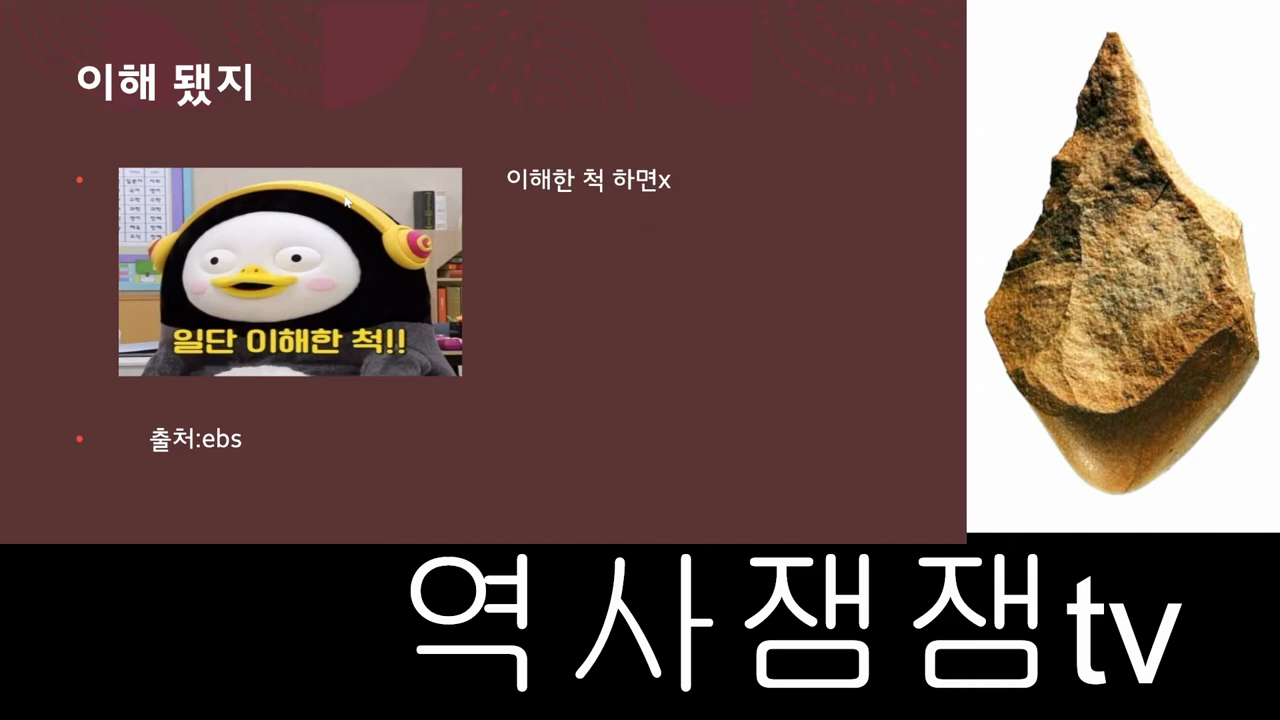 이해 됐지
이해한 척 하면x
일단 이해한 척!!
출처:ebs
역사잼잼tv